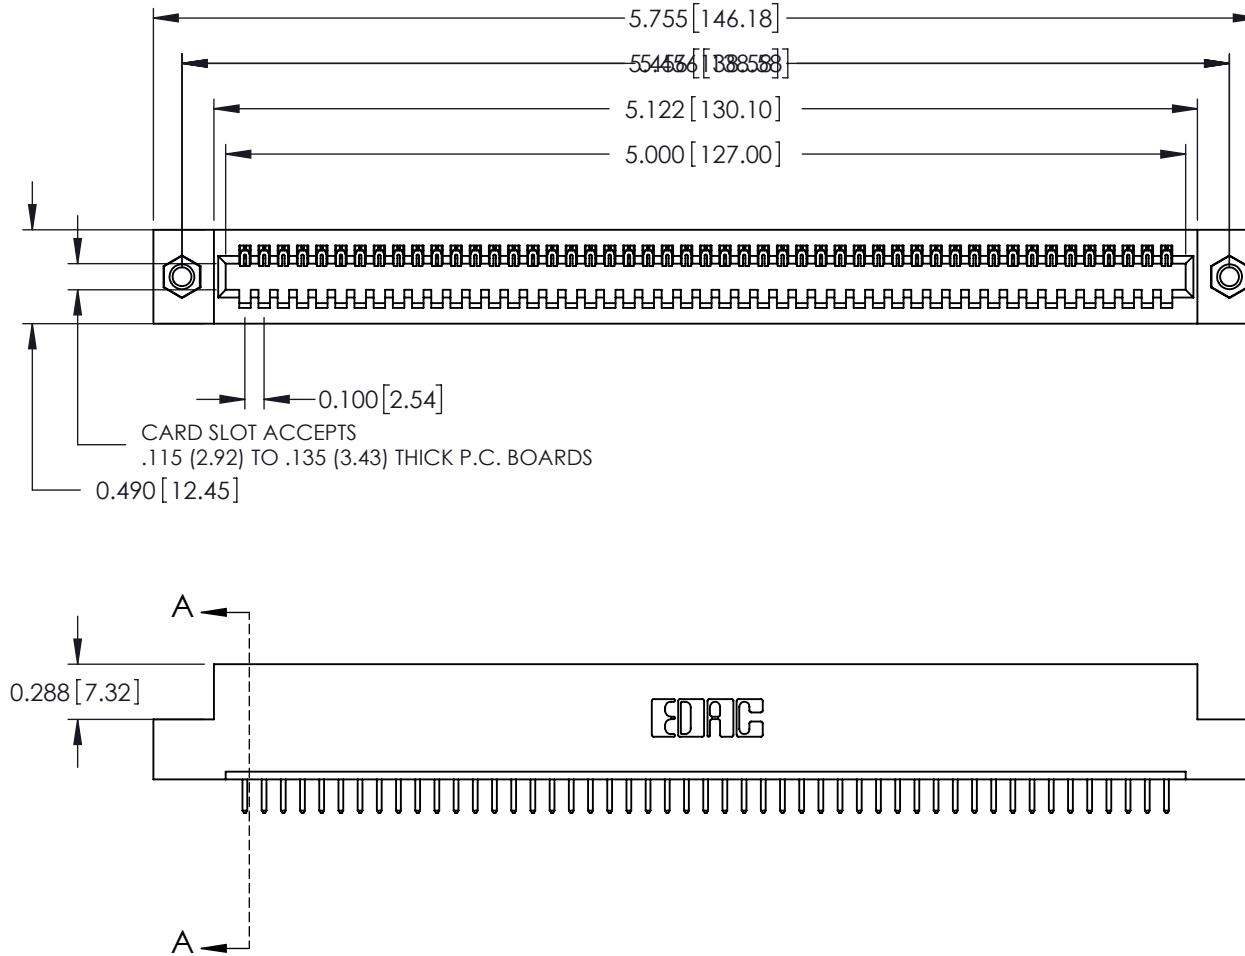 5.755[146.18]
5.122[130.10]
5.000[127.00]
0.100[2.54]
CARD SLOT ACCEPTS
.115 (2.92) TO .135 (3.43) THICK P.C. BOARDS
0.490[12.45]
A
0.288[7.32]
EDAC
A